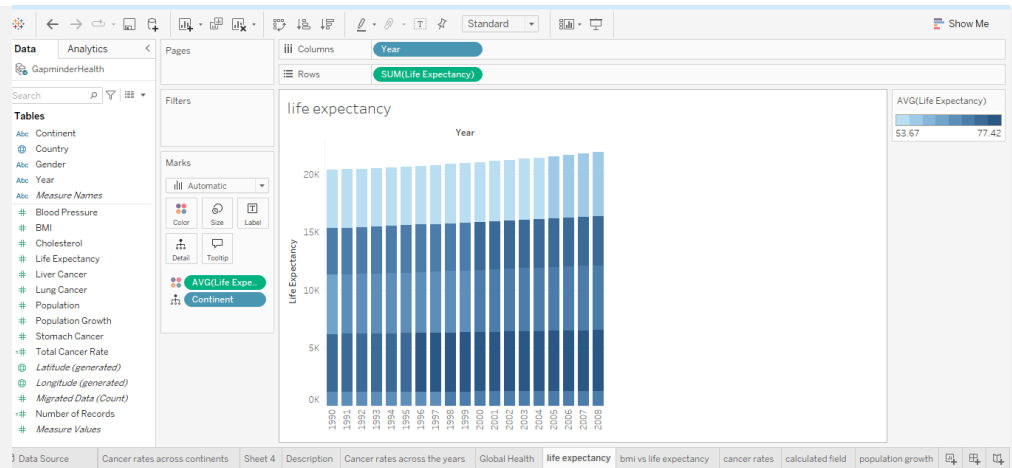 Standard
Show Me
Data
Analytics
GapminderHealth
Search
Tables
Abc Continent
Country
Abc Gender
Abc Year
Abc Measure Names
# Blood Pressure
# BMI
# Cholesterol
# Life Expectancy
# Liver Cancer
# Lung Cancer
# Population
# Population Growth
# Stomach Cancer
=# Total Cancer Rate
Latitude (generated)
Longitude (generated)
# Migrated Data (Count)
=# Number of Records
# Measure Values
Pages
Filters
Marks
Automatic
Color Size Label
Detail Tooltip
AVG(Life Expe..
Continent
Columns Year
Rows SUM(Life Expectancy)
life expectancy
Year
20K
15K
10K
5K
0K
Life Expectancy
1990 1991 1992 1993 1994 1995 1996 1997 1998 1999 2000 2001 2002 2003 2004 2005 2006 2007 2008
AVG(Life Expectancy)
53.67 77.42
Data Source Cancer rates across continents Sheet 4 Description Cancer rates across the years Global Health life expectancy bmi vs life expectancy cancer rates calculated field population growth